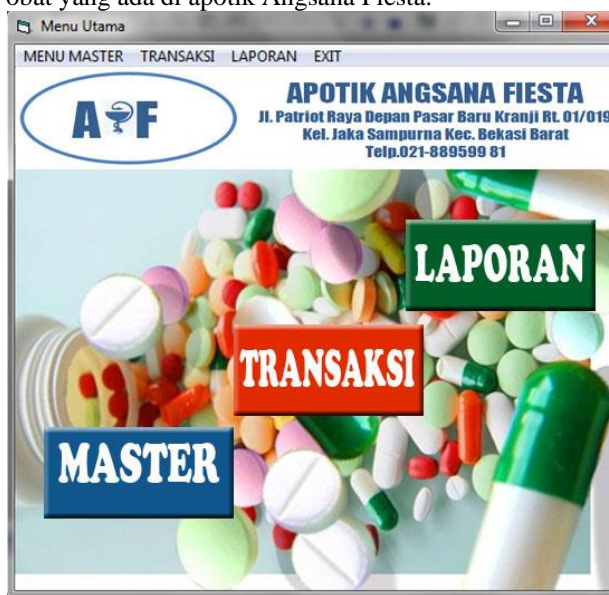 obat yang ada di apotik Angsana Fiesta.
Menu Utama
MENU MASTER TRANSAKSI LAPORAN EXIT
A F
APOTIK ANGSANA FIESTA
Jl. Patriot Raya Depan Pasar Baru Kranji Rt. 01/019
Kel. Jaka Sampurna Kec. Bekasi Barat
Telp.021-889599 81
LAPORAN
TRANSAKSI
MASTER